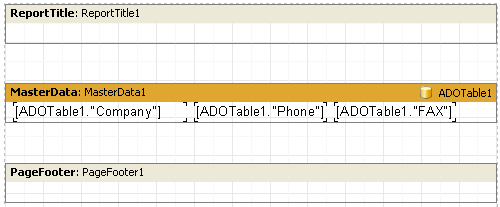 ReportTitle: ReportTitle1
MasterData: MasterData1 ADOTable1
[ADOTable1."Company"] [ADOTable1."Phone"] [ADOTable1."FAX"]
PageFooter: PageFooter1